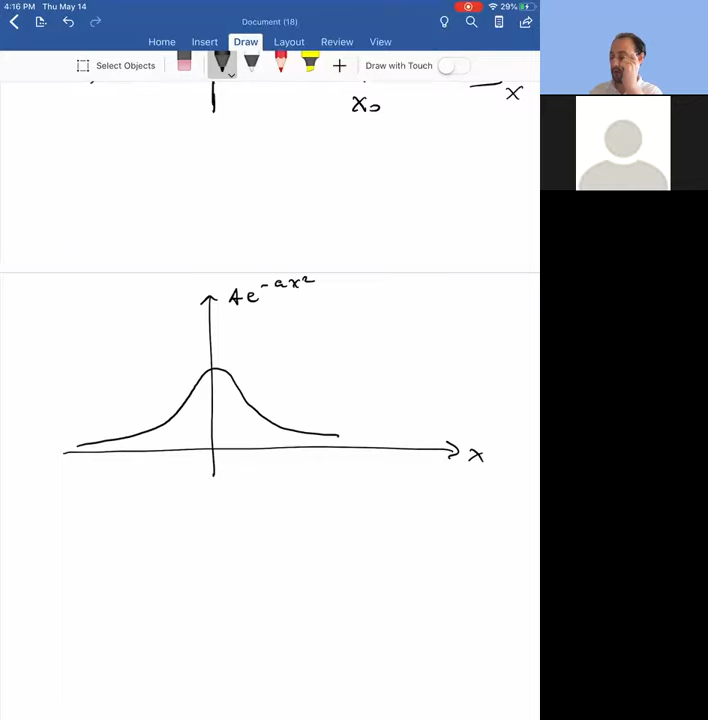 4:16 PM Thu May 14
29%
Document (18)
Home Insert Draw Layout Review View
Select Objects
Draw with Touch
x₀
x
Ae^-ax²
x